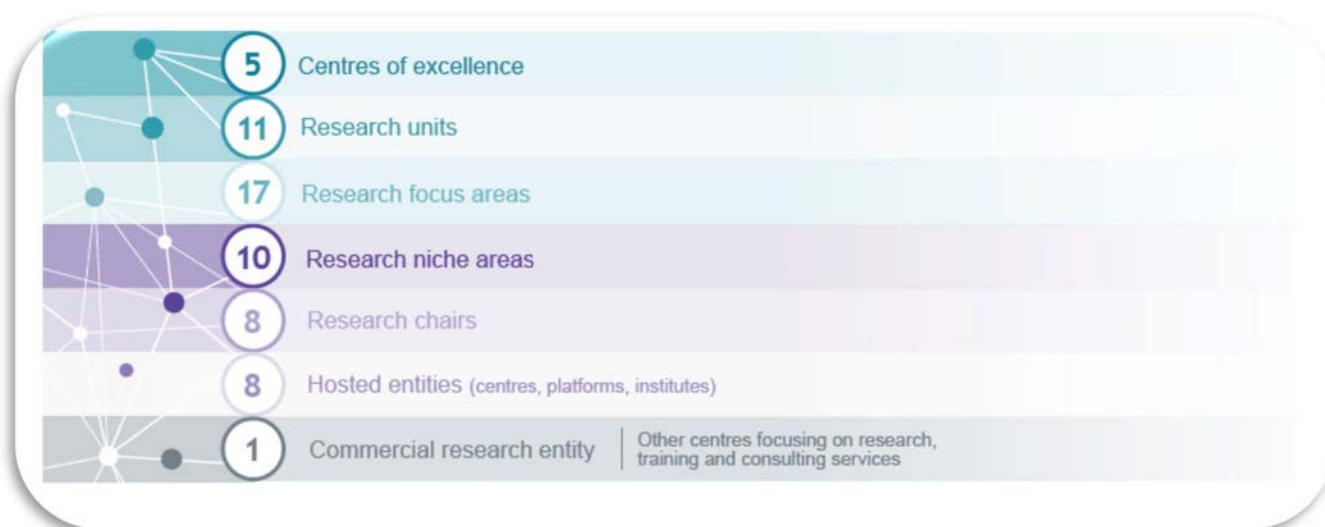 5 Centres of excellence
11 Research units
17 Research focus areas
10 Research niche areas
8 Research chairs
8 Hosted entities (centres, platforms, institutes)
1 Commercial research entity
Other centres focusing on research,
training and consulting services